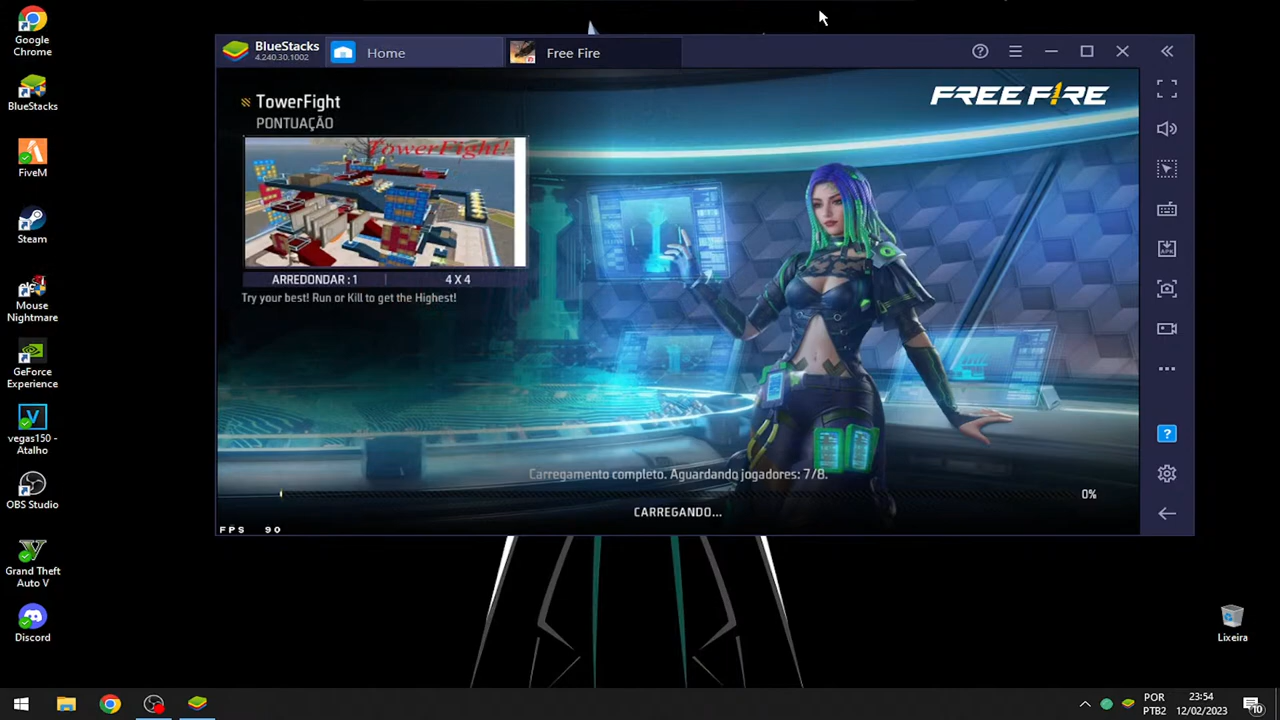 Google
Chrome
BlueStacks
FiveM
Steam
Mouse
Nightmare
GeForce
Experience
vegas150 -
Atalho
OBS Studio
Grand Theft
Auto V
Discord
BlueStacks
4.240.30.1002
Home
Free Fire
TowerFight
PONTUAÇÃO
FREE FIRE
TowerFight!
ARREDONDAR : 1
4 X 4
Try your best! Run or Kill to get the Highest!
Carregamento completo. Aguardando jogadores: 7/8.
0%
CARREGANDO...
FPS 90
APK
Lixeira
POR
PTB2
23:54
12/02/2023
10